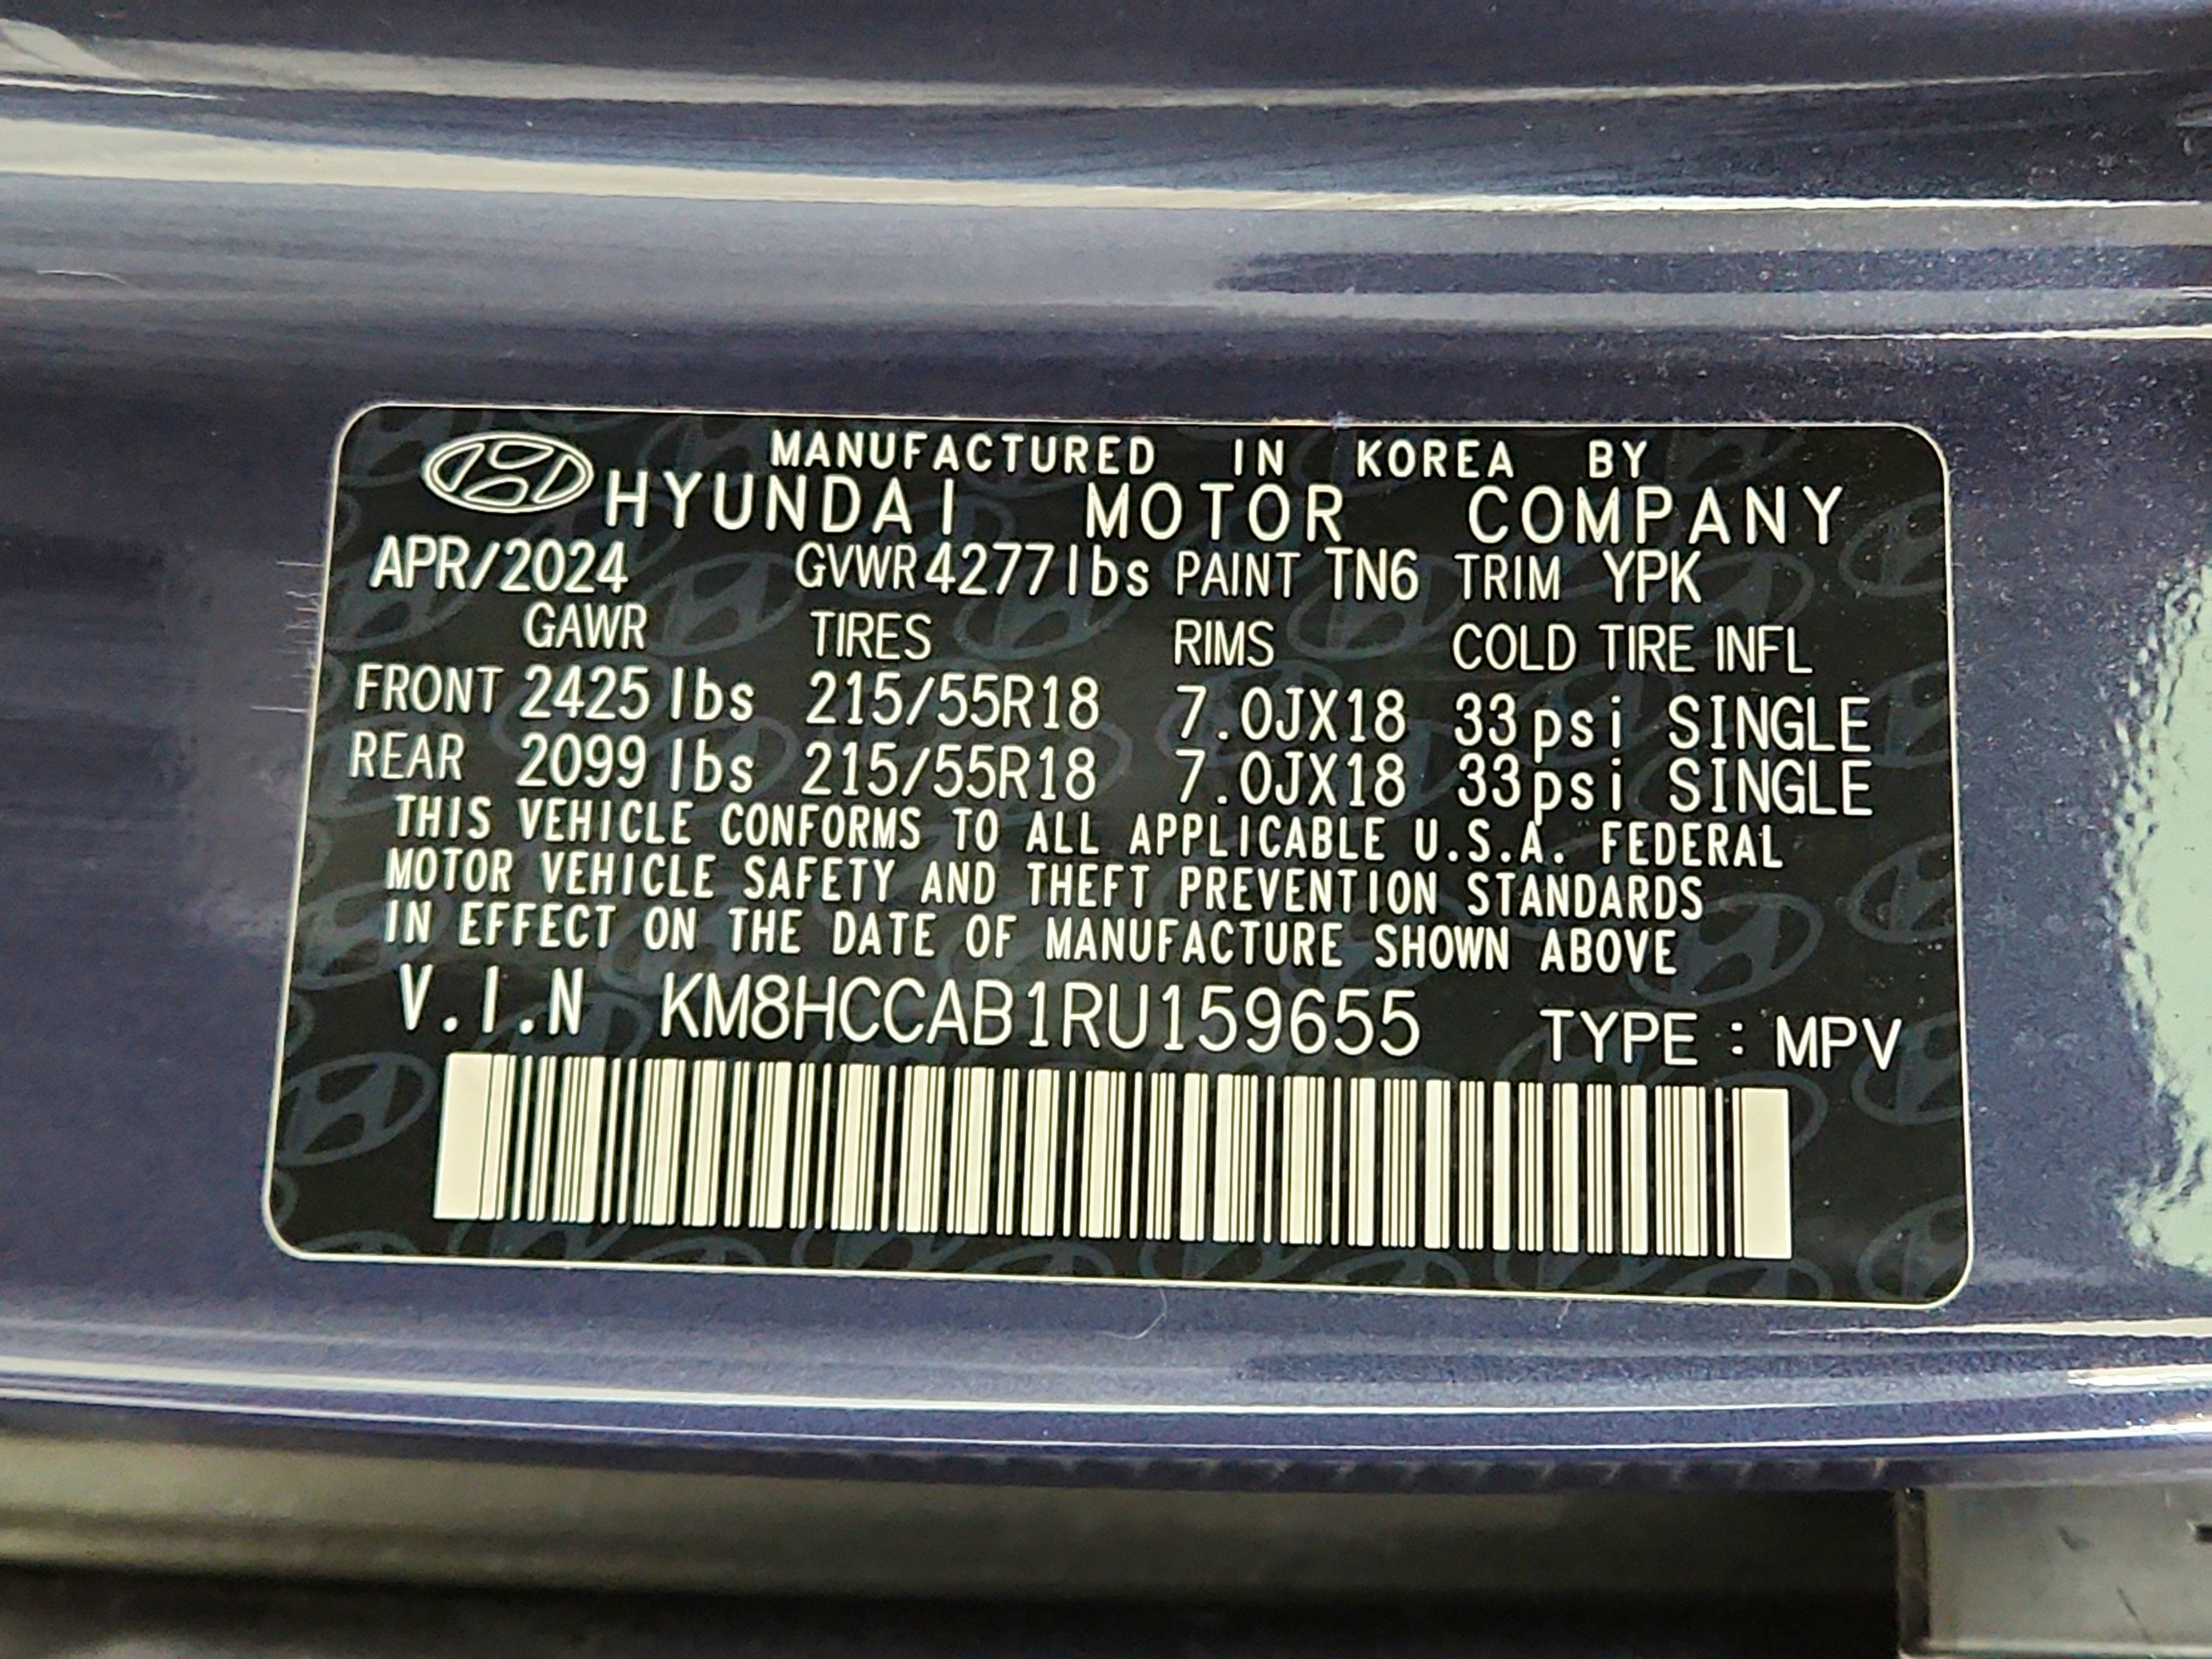 MANUFACTURED IN KOREA BY
HYUNDAI MOTOR COMPANY
APR/2024 GVWR 4277 lbs PAINT TN6 TRIM YPK
GAWR TIRES RIMS COLD TIRE INFL
FRONT 2425 lbs 215/55R18 7.0JX18 33psi SINGLE
REAR 2099 lbs 215/55R18 7.0JX18 33psi SINGLE
THIS VEHICLE CONFORMS TO ALL APPLICABLE U.S.A. FEDERAL
MOTOR VEHICLE SAFETY AND THEFT PREVENTION STANDARDS
IN EFFECT ON THE DATE OF MANUFACTURE SHOWN ABOVE
V.I.N KM8HCCAB1RU159655 TYPE : MPV